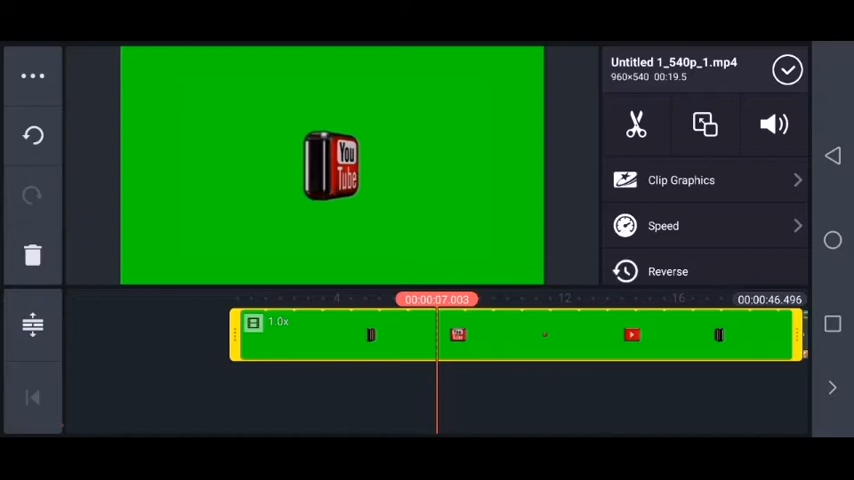 Untitled 1_540p_1.mp4
960×540 00:19.5
You
Tube
Clip Graphics
Speed
Reverse
4
00:00:07.003
12
16
00:00:46.496
1.0x